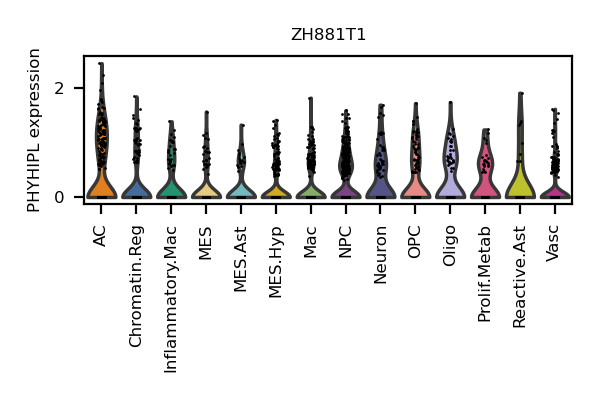 ZH881T1
PHYHIPL expression
2
0
AC
Chromatin.Reg
Inflammatory.Mac
MES
MES.Ast
MES.Hyp
Mac
NPC
Neuron
OPC
Oligo
Prolif.Metab
Reactive.Ast
Vasc